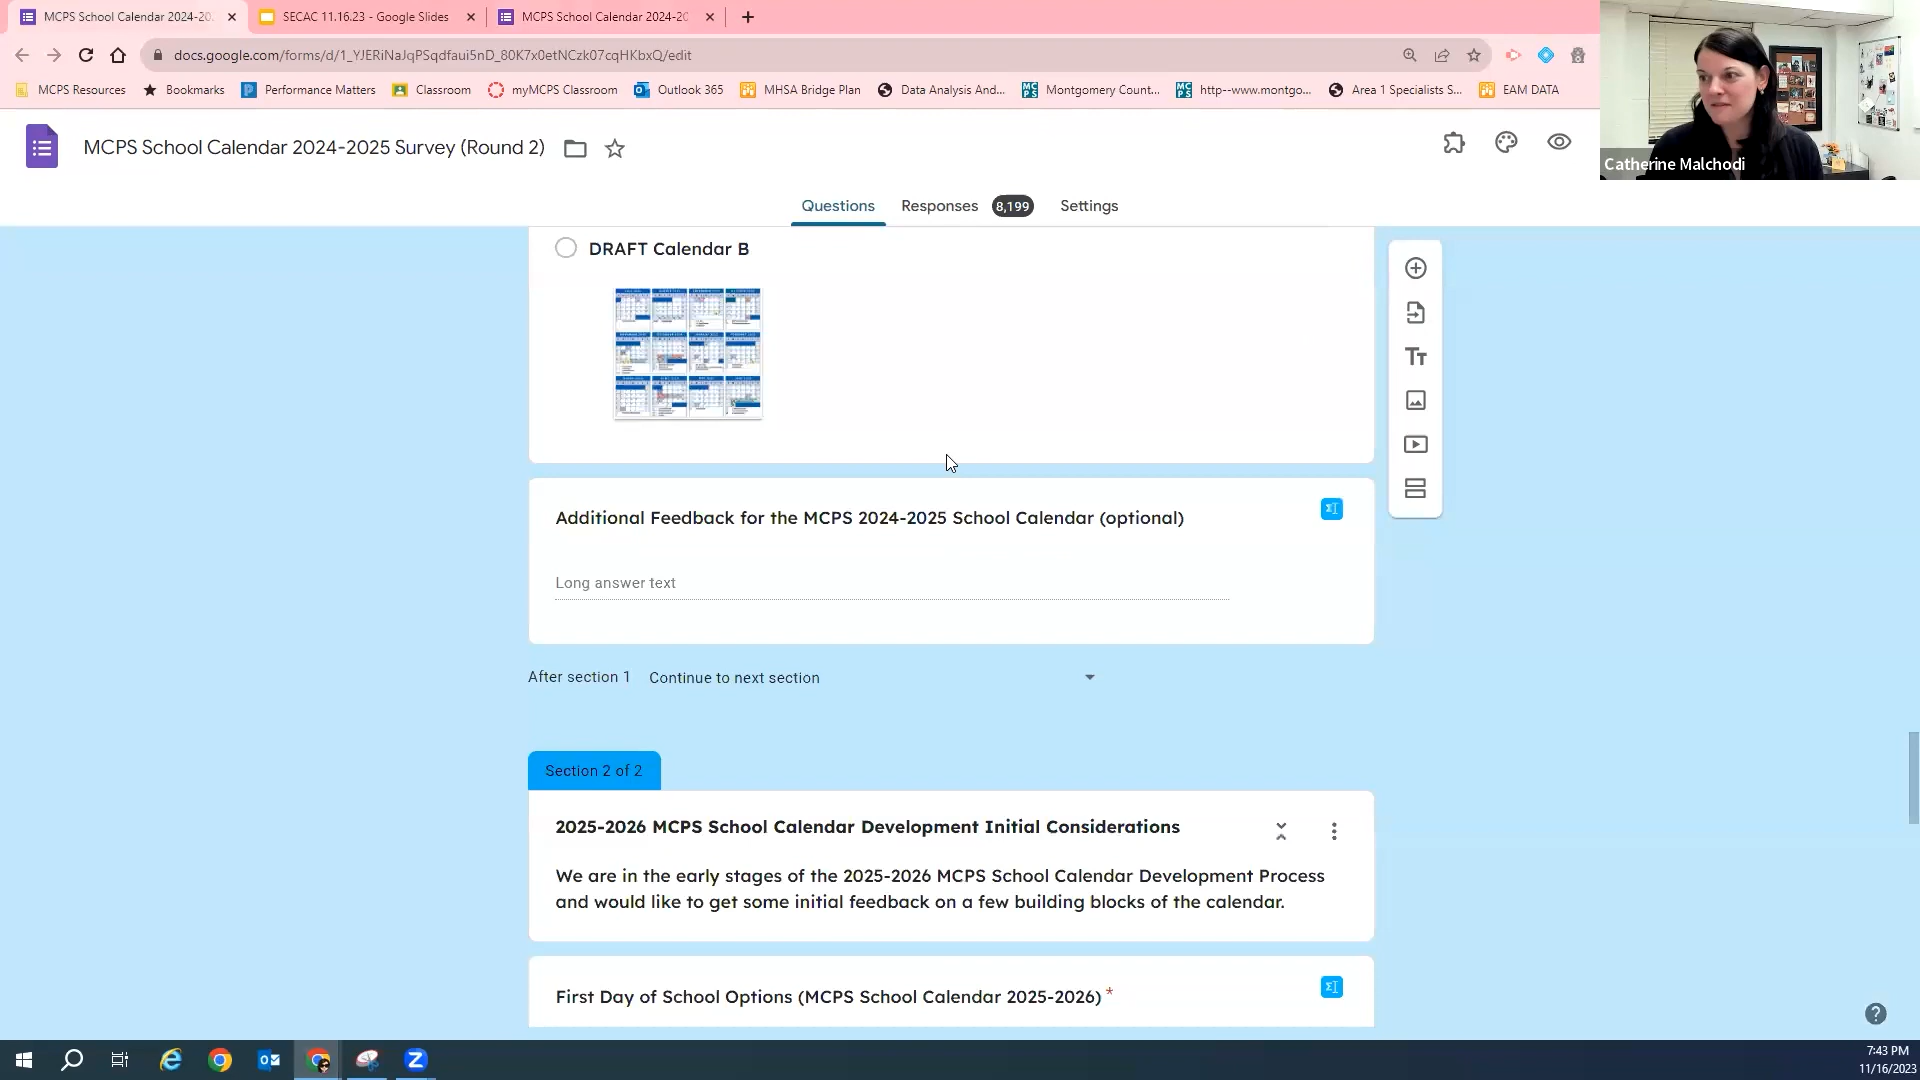 MCPS School Calendar 2024-20
SECAC 11.16.23 - Google Slides
MCPS School Calendar 2024-20
docs.google.com/forms/d/1_YJERiNaJqPSqdfaui5nD_80K7x0etNCzk07cqHKbxQ/edit
MCPS Resources
Bookmarks
Performance Matters
Classroom
myMCPS Classroom
Outlook 365
MHSA Bridge Plan
Data Analysis And...
Montgomery Count...
http--www.montgo...
Area 1 Specialists S...
EAM DATA
Catherine Malchodi
MCPS School Calendar 2024-2025 Survey (Round 2)
Questions
Responses 8,199
Settings
DRAFT Calendar B
Additional Feedback for the MCPS 2024-2025 School Calendar (optional)
Long answer text
After section 1 Continue to next section
Section 2 of 2
2025-2026 MCPS School Calendar Development Initial Considerations
We are in the early stages of the 2025-2026 MCPS School Calendar Development Process
and would like to get some initial feedback on a few building blocks of the calendar.
First Day of School Options (MCPS School Calendar 2025-2026) *
7:43 PM
11/16/2023